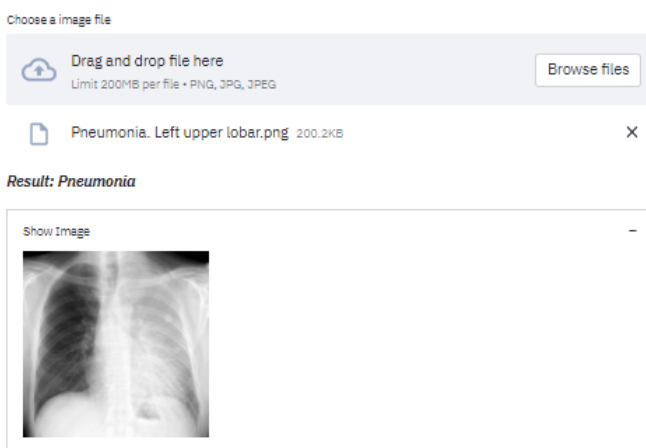 Choose a image file
Drag and drop file here
Limit 200MB per file • PNG, JPG, JPEG
Browse files
Pneumonia. Left upper lobar.png 200.2KB
Result: Pneumonia
Show Image